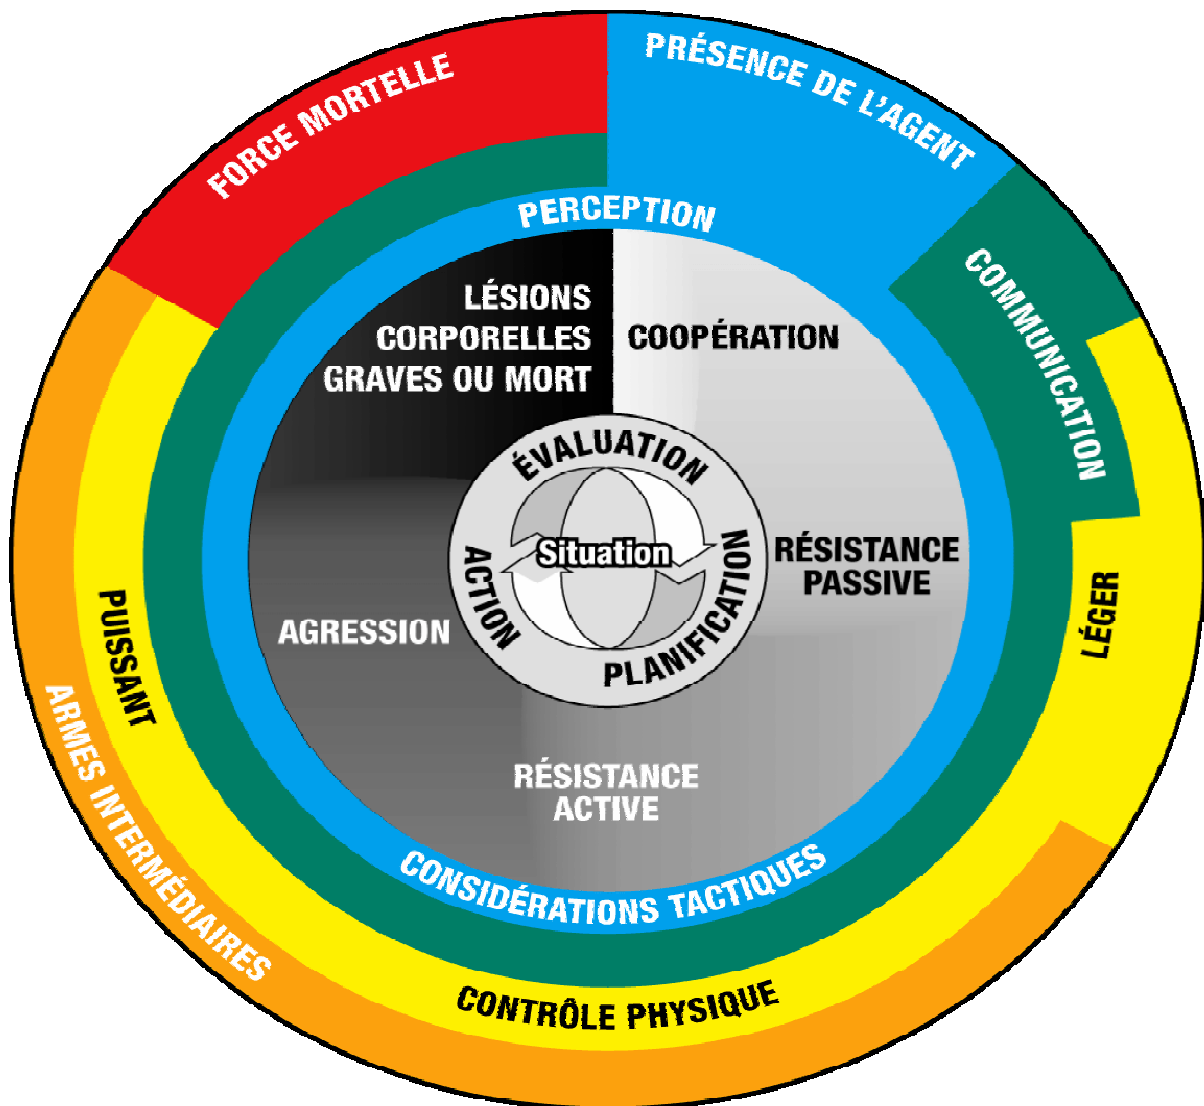 FORCE MORTELLE
PRÉSENCE DE L'AGENT
PERCEPTION
COMMUNICATION
LÉSIONS
CORPORELLES
GRAVES OU MORT
COOPÉRATION
ÉVALUATION
Situation
ACTION
PLANIFICATION
RÉSISTANCE
PASSIVE
AGRESSION
LÉGER
PUISSANT
RÉSISTANCE
ACTIVE
ARMES INTERMÉDIAIRES
CONSIDÉRATIONS TACTIQUES
CONTRÔLE PHYSIQUE